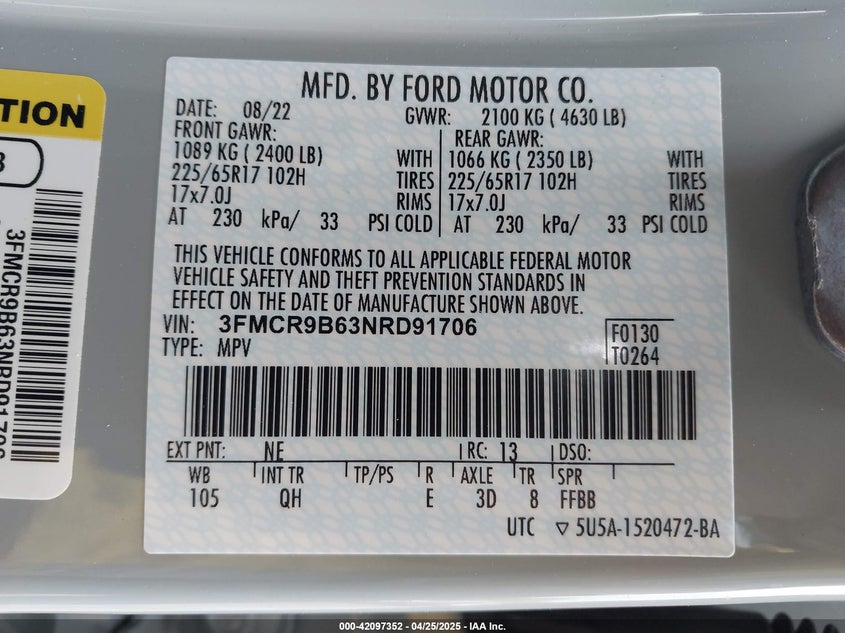 MFD. BY FORD MOTOR CO.
DATE: 08/22 GVWR: 2100 KG ( 4630 LB)
FRONT GAWR: REAR GAWR:
1089 KG ( 2400 LB) WITH 1066 KG ( 2350 LB) WITH
225/65R17 102H TIRES 225/65R17 102H TIRES
17x7.0J RIMS 17x7.0J RIMS
AT 230 kPa/ 33 PSI COLD AT 230 kPa/ 33 PSI COLD
THIS VEHICLE CONFORMS TO ALL APPLICABLE FEDERAL MOTOR
VEHICLE SAFETY AND THEFT PREVENTION STANDARDS IN
EFFECT ON THE DATE OF MANUFACTURE SHOWN ABOVE.
VIN: 3FMCR9B63NRD91706 F0130
TYPE: MPV T0264
EXT PNT: NE RC: 13 DSO:
WB INT TR TP/PS R AXLE TR SPR
105 QH E 3D 8 FFBB
UTC ▽ 5U5A-1520472-BA
3FMCR9B63NRD91706
000-42097352 | 04/25/2025 | IAA Inc.